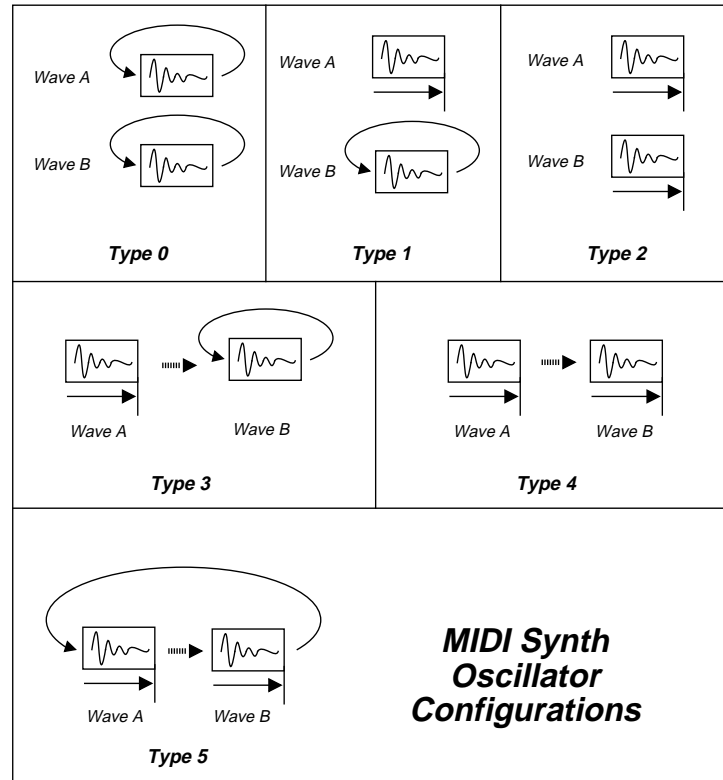 Wave A
Wave B
Type 0
Wave A
Wave B
Type 1
Wave A
Wave B
Type 2
Wave A
Wave B
Type 3
Wave A
Wave B
Type 4
Wave A
Wave B
Type 5
MIDI Synth
Oscillator
Configurations